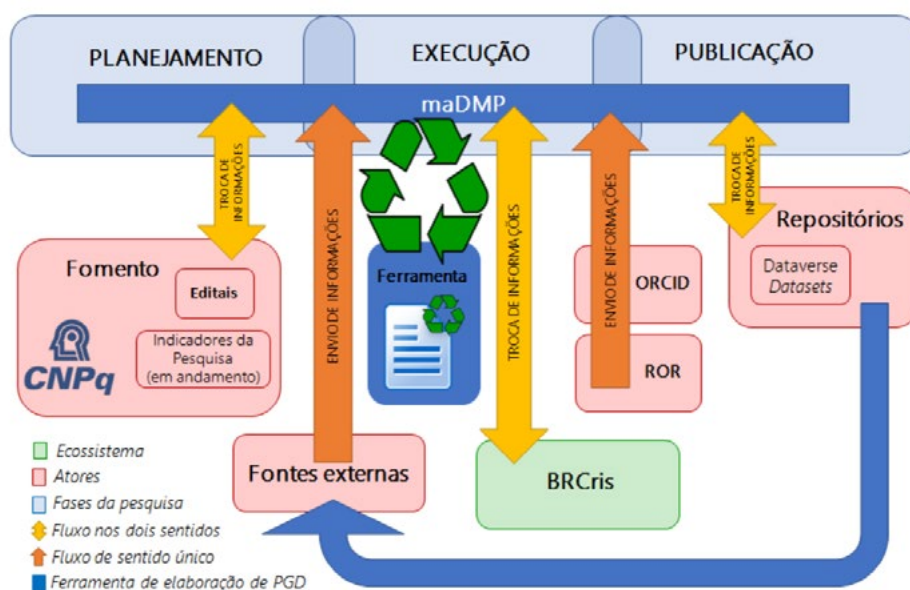 PLANEJAMENTO
EXECUÇÃO
PUBLICAÇÃO
maDMP
TROCA DE
INFORMAÇÕES
ENVIO DE INFORMAÇÕES
TROCA DE INFORMAÇÕES
ENVIO DE INFORMAÇÕES
TROCA DE
INFORMAÇÕES
Fomento
Editais
Indicadores da
Pesquisa
(em andamento)
CNPq
Ferramenta
ORCID
ROR
Repositórios
Dataverse
Datasets
Fontes externas
BRCris
Ecossistema
Atores
Fases da pesquisa
Fluxo nos dois sentidos
Fluxo de sentido único
Ferramenta de elaboração de PGD